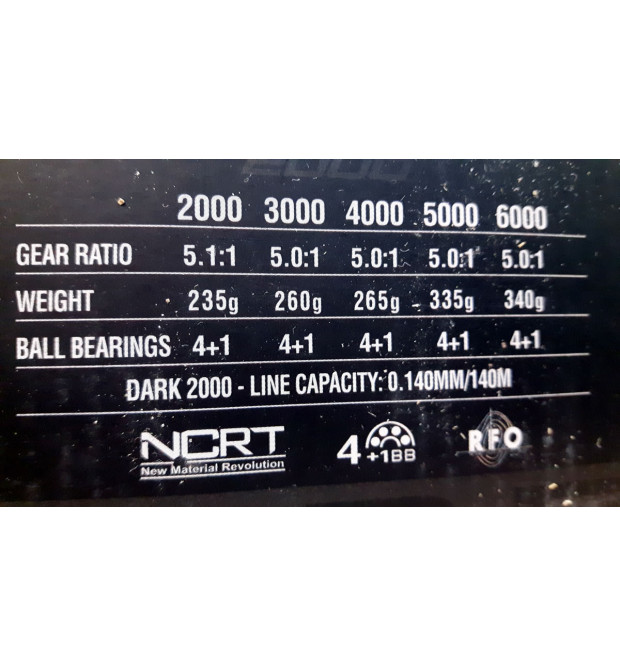 2000
2000 3000 4000 5000 6000
GEAR RATIO 5.1:1 5.0:1 5.0:1 5.0:1 5.0:1
WEIGHT 235g 260g 265g 335g 340g
BALL BEARINGS 4+1 4+1 4+1 4+1 4+1
DARK 2000 - LINE CAPACITY: 0.140MM/140M
NCRT 4 +1BB RFO
New Material Revolution